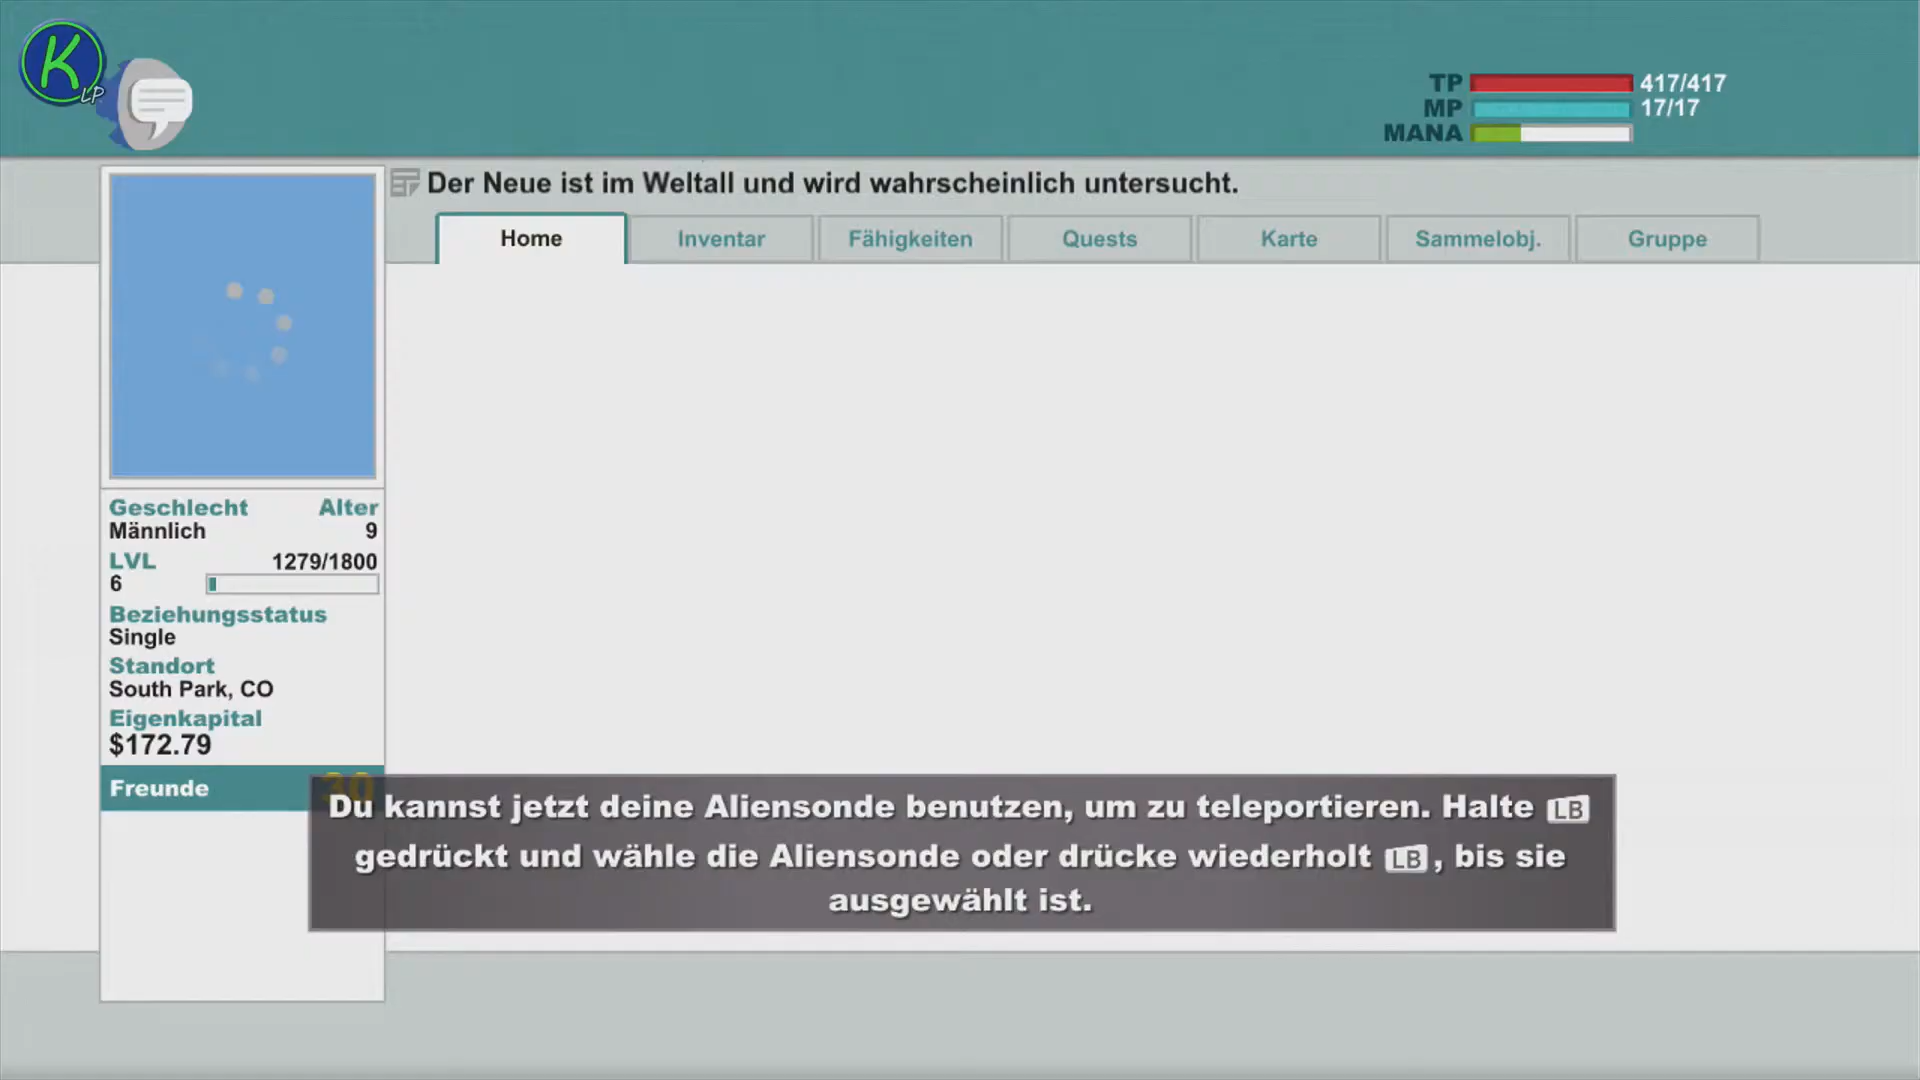 K
LP
TP 417/417
MP 17/17
MANA
Der Neue ist im Weltall und wird wahrscheinlich untersucht.
Home Inventar Fähigkeiten Quests Karte Sammelobj. Gruppe
Geschlecht Alter
Männlich 9
LVL 1279/1800
6
Beziehungsstatus
Single
Standort
South Park, CO
Eigenkapital
$172.79
Freunde 30
Du kannst jetzt deine Aliensonde benutzen, um zu teleportieren. Halte LB
gedrückt und wähle die Aliensonde oder drücke wiederholt LB, bis sie
ausgewählt ist.